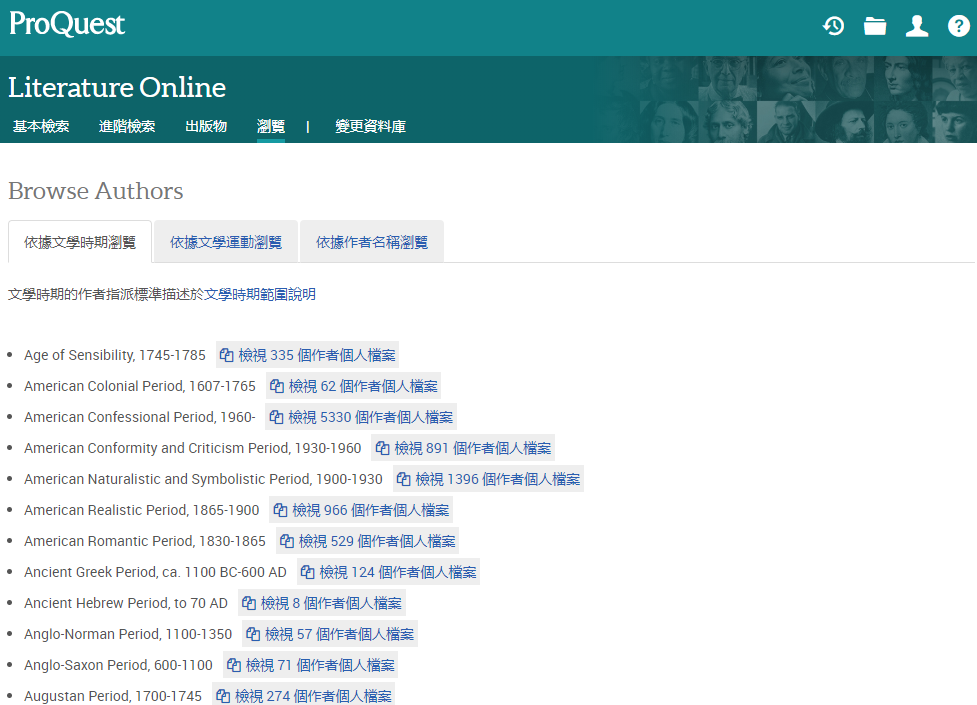 ProQuest
Literature Online
基本檢索 進階檢索 出版物 瀏覽 | 變更資料庫
Browse Authors
依據文學時期瀏覽 依據文學運動瀏覽 依據作者名稱瀏覽
文學時期的作者指派標準描述於文學時期範圍說明
Age of Sensibility, 1745-1785 檢視 335 個作者個人檔案
American Colonial Period, 1607-1765 檢視 62 個作者個人檔案
American Confessional Period, 1960- 檢視 5330 個作者個人檔案
American Conformity and Criticism Period, 1930-1960 檢視 891 個作者個人檔案
American Naturalistic and Symbolistic Period, 1900-1930 檢視 1396 個作者個人檔案
American Realistic Period, 1865-1900 檢視 966 個作者個人檔案
American Romantic Period, 1830-1865 檢視 529 個作者個人檔案
Ancient Greek Period, ca. 1100 BC-600 AD 檢視 124 個作者個人檔案
Ancient Hebrew Period, to 70 AD 檢視 8 個作者個人檔案
Anglo-Norman Period, 1100-1350 檢視 57 個作者個人檔案
Anglo-Saxon Period, 600-1100 檢視 71 個作者個人檔案
Augustan Period, 1700-1745 檢視 274 個作者個人檔案